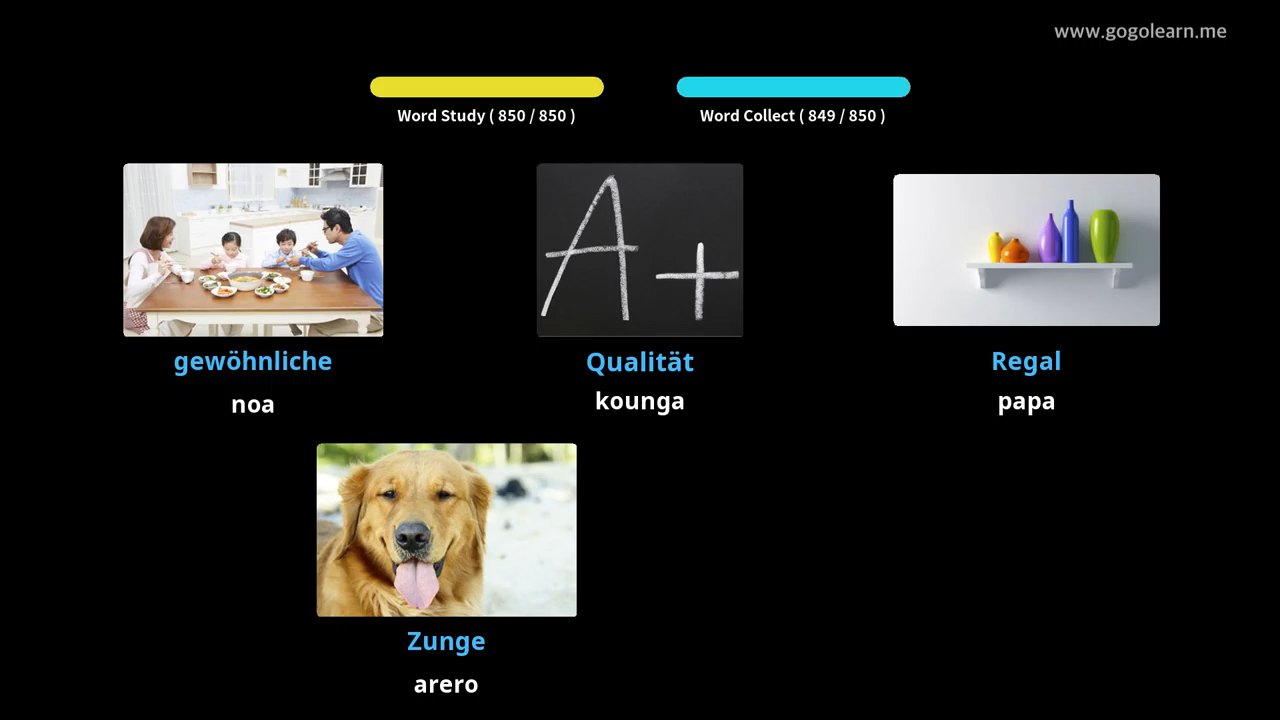 www.gogolearn.me
Word Study ( 850 / 850 )
Word Collect ( 849 / 850 )
A+
gewöhnliche
noa
Qualität
kounga
Regal
papa
Zunge
arero